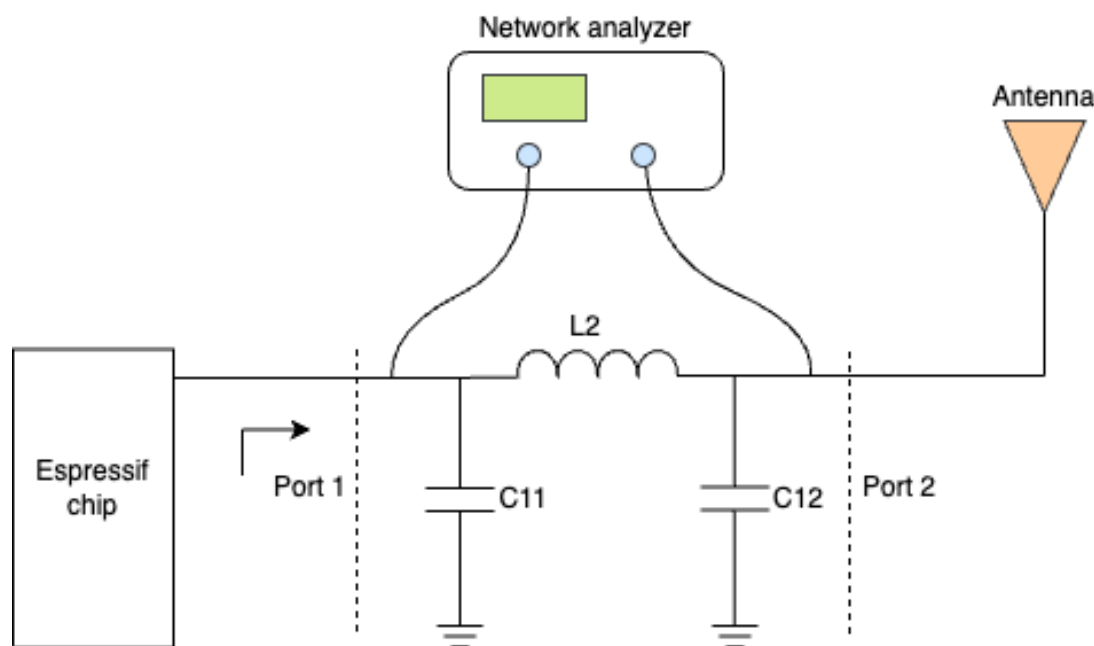 Network analyzer
Antenna
L2
Espressif
chip
Port 1
C11
C12
Port 2